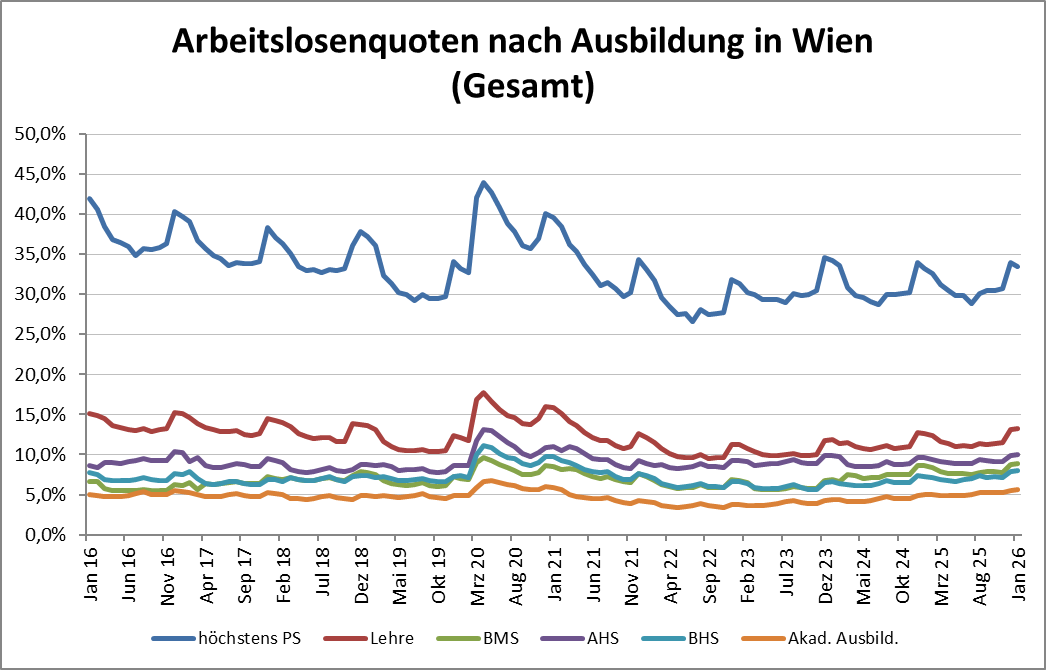 Arbeitslosenquoten nach Ausbildung in Wien
(Gesamt)
50,0%
45,0%
40,0%
35,0%
30,0%
25,0%
20,0%
15,0%
10,0%
5,0%
0,0%
Jan 16
Jun 16
Nov 16
Apr 17
Sep 17
Feb 18
Jul 18
Dez 18
Mai 19
Okt 19
Mrz 20
Aug 20
Jan 21
Jun 21
Nov 21
Apr 22
Sep 22
Feb 23
Jul 23
Dez 23
Mai 24
Okt 24
Mrz 25
Aug 25
Jan 26
höchstens PS Lehre BMS AHS BHS Akad. Ausbild.